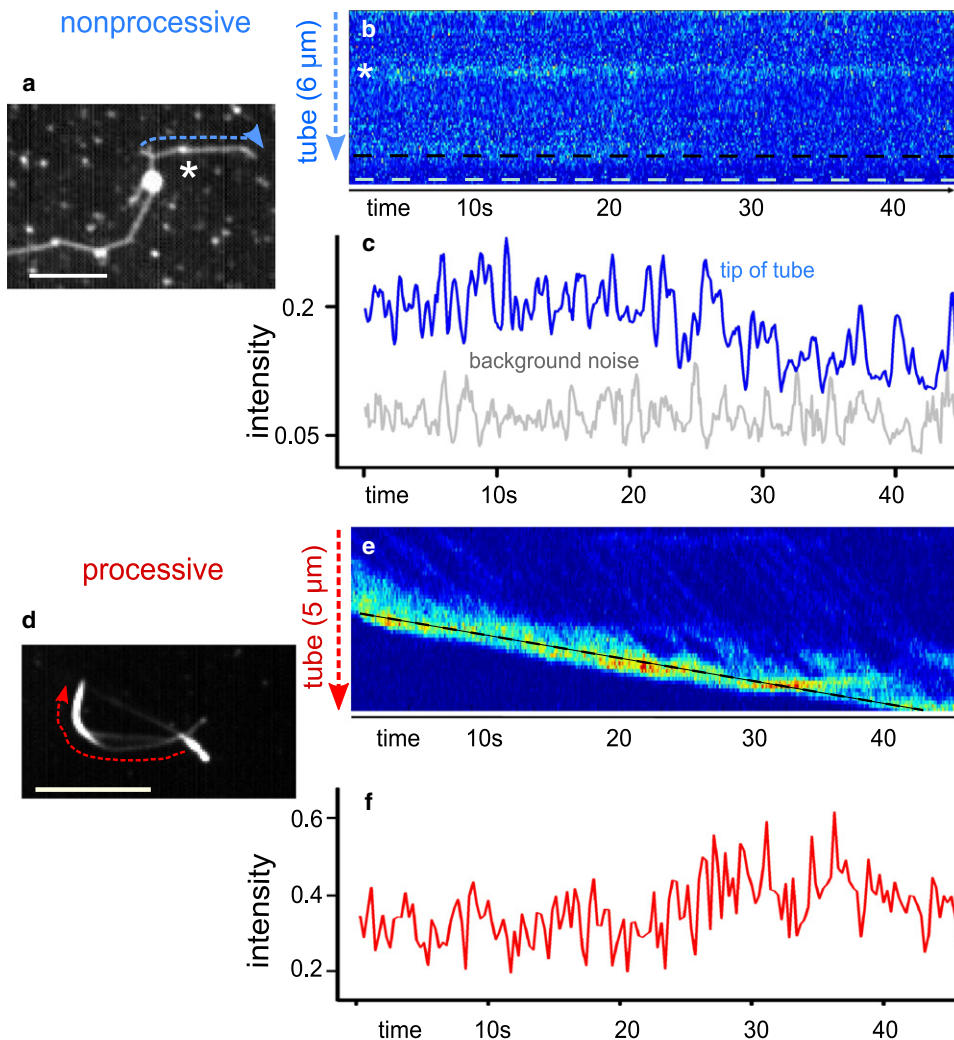 nonprocessive
a
*
tube (6 µm)
b
*
time 10s 20 30 40
c
tip of tube
background noise
intensity
0.2
0.05
time 10s 20 30 40
processive
d
tube (5 µm)
e
time 10s 20 30 40
f
intensity
0.6
0.4
0.2
time 10s 20 30 40